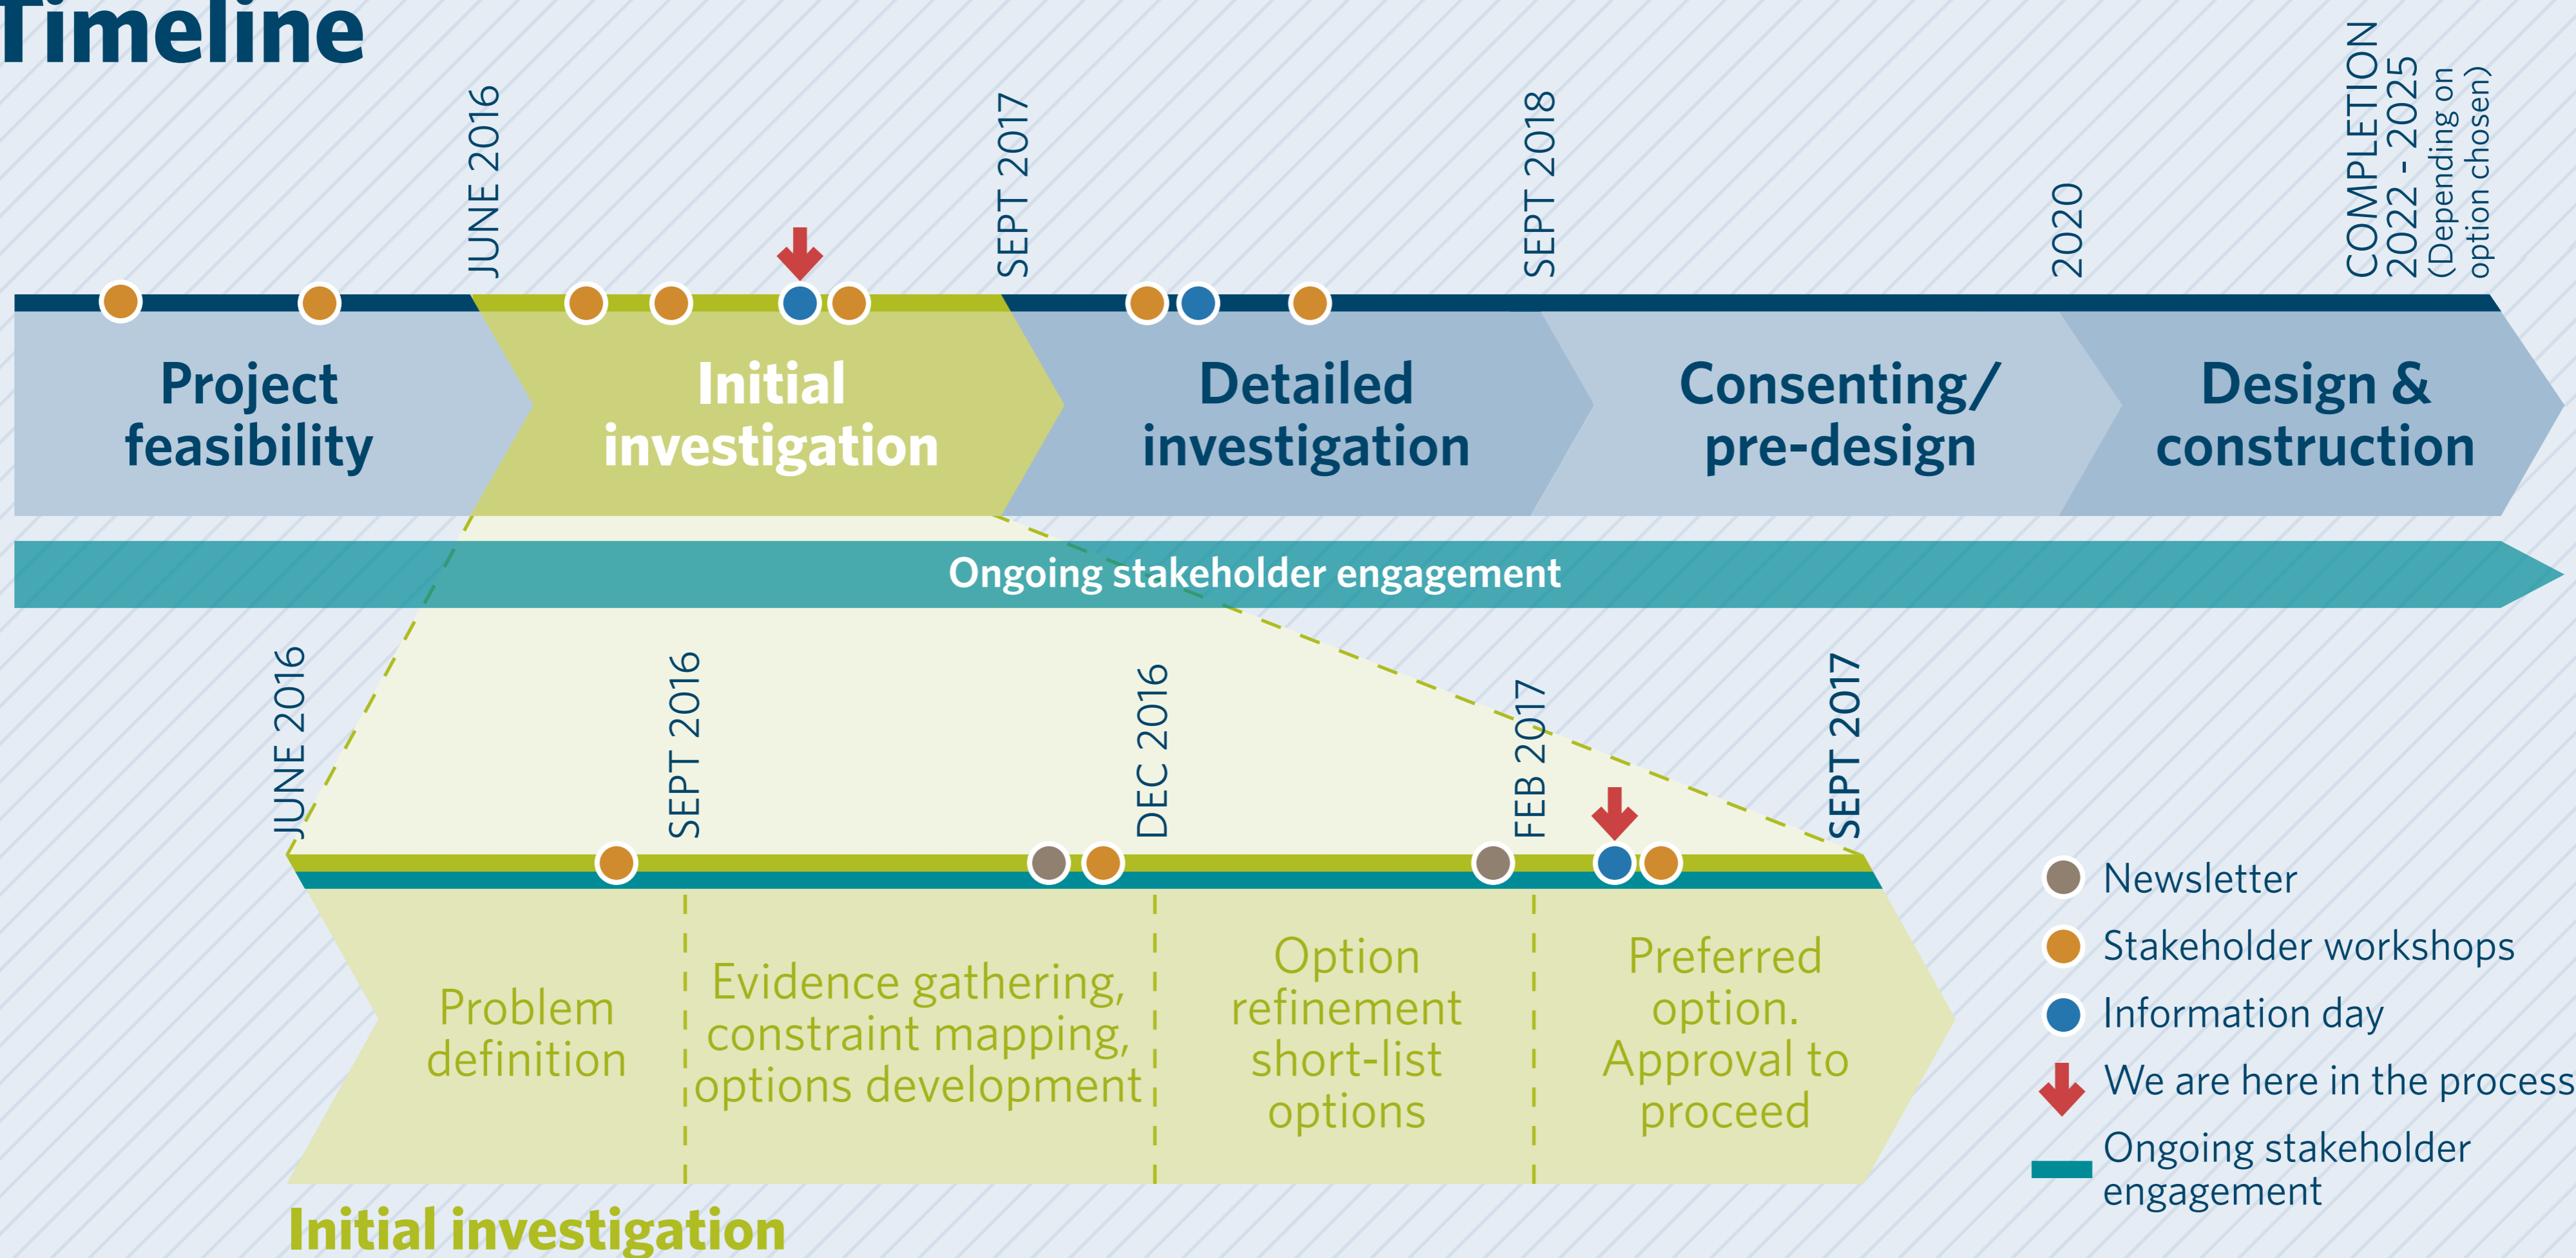 Timeline
JUNE 2016
SEPT 2017
SEPT 2018
2020
COMPLETION
2022 - 2025
(Depending on
option chosen)
Project
feasibility
Initial
investigation
Detailed
investigation
Consenting/
pre-design
Design &
construction
Ongoing stakeholder engagement
JUNE 2016
SEPT 2016
DEC 2016
FEB 2017
SEPT 2017
Problem
definition
Evidence gathering,
constraint mapping,
options development
Option
refinement
short-list
options
Preferred
option.
Approval to
proceed
Newsletter
Stakeholder workshops
Information day
We are here in the process
Ongoing stakeholder
engagement
Initial investigation